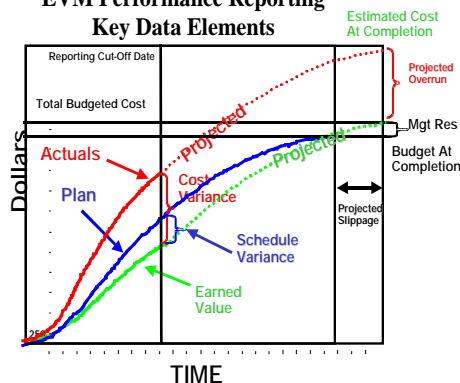 EVM Performance Reporting
Key Data Elements
Estimated Cost
At Completion
Reporting Cut-Off Date
Projected
Overrun
Total Budgeted Cost
Mgt Res
Projected
Actuals
Budget At
Completion
Projected
Cost
Variance
Plan
Projected
Slippage
Dollars
Schedule
Variance
Earned
Value
TIME